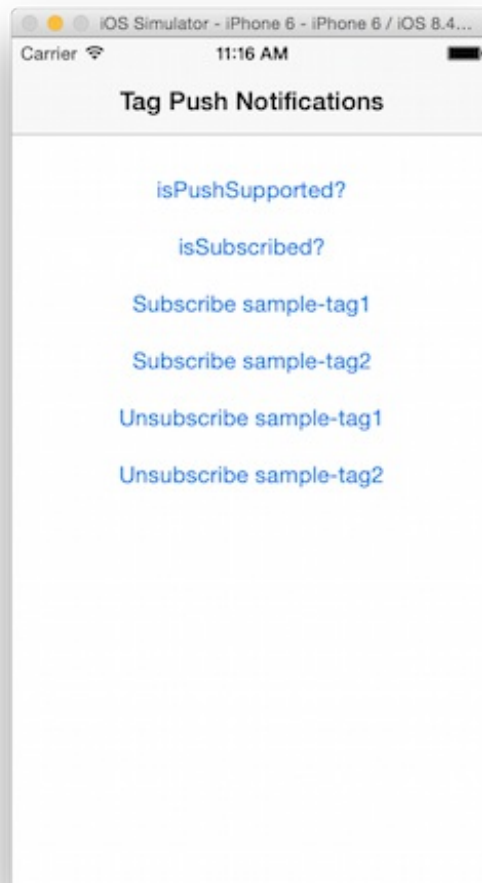 iOS Simulator - iPhone 6 - iPhone 6 / iOS 8.4...
Carrier 11:16 AM
Tag Push Notifications
isPushSupported?
isSubscribed?
Subscribe sample-tag1
Subscribe sample-tag2
Unsubscribe sample-tag1
Unsubscribe sample-tag2